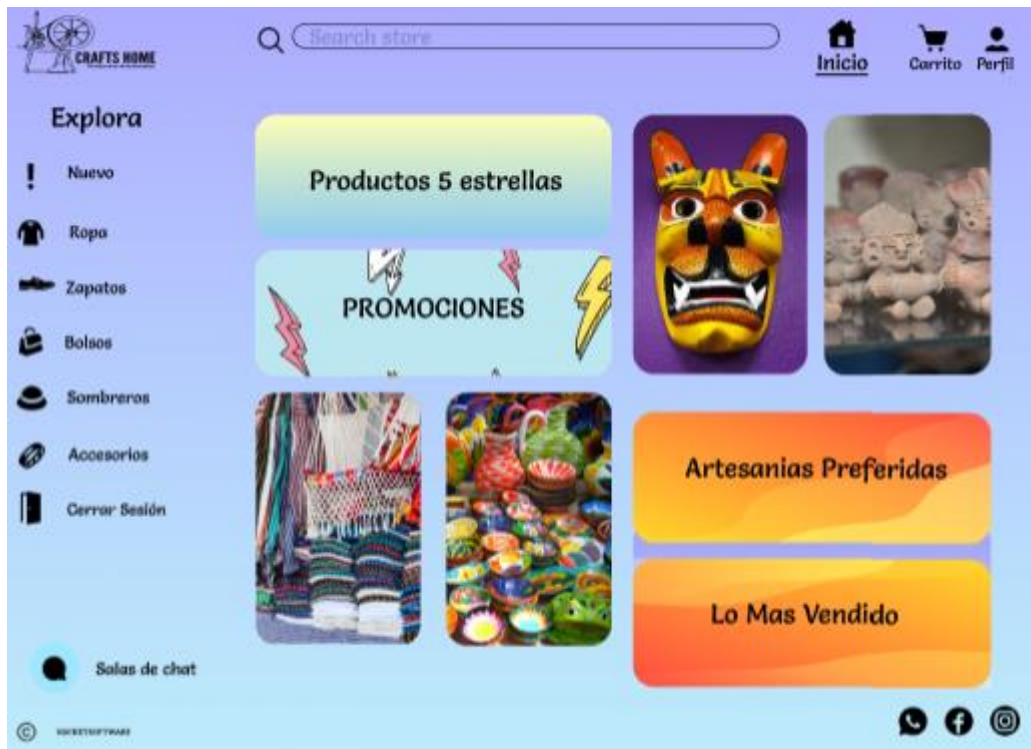 CRAFTS HOME
Search store
Inicio
Carrito
Perfil
Explora
Nuevo
Ropa
Zapatos
Bolsos
Sombreros
Accesorios
Cerrar Sesión
Productos 5 estrellas
PROMOCIONES
Artesanias Preferidas
Lo Mas Vendido
Salas de chat
©